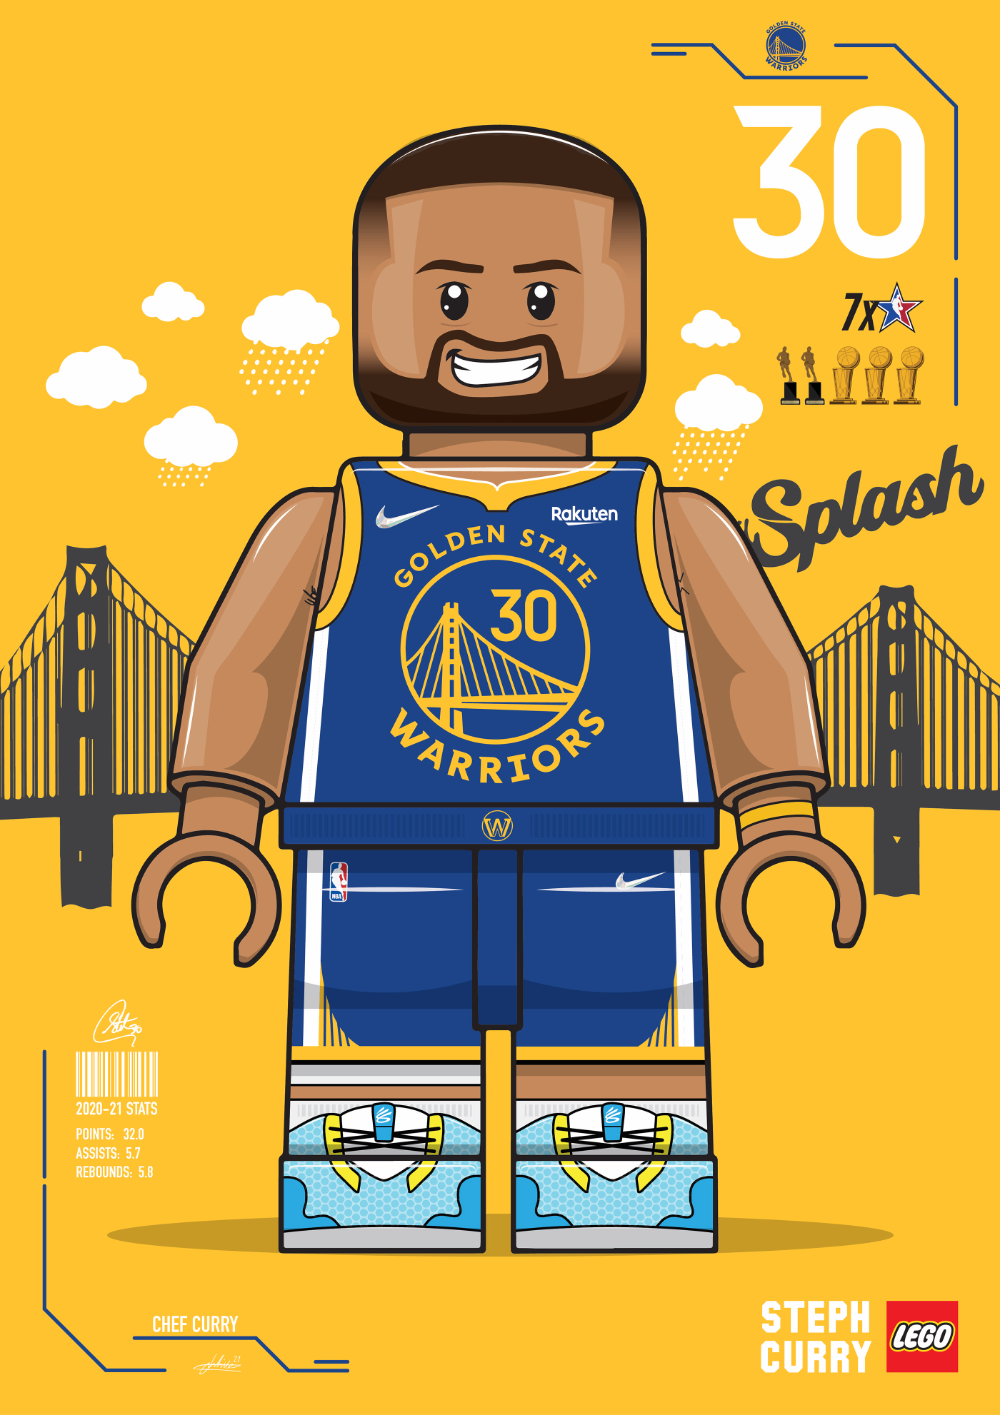 GOLDEN STATE
WARRIORS
30
7x
Splash
Rakuten
GOLDEN STATE
30
WARRIORS
W
NBA
2020-21 STATS
POINTS: 32.0
ASSISTS: 5.7
REBOUNDS: 5.8
CHEF CURRY
STEPH
CURRY
LEGO